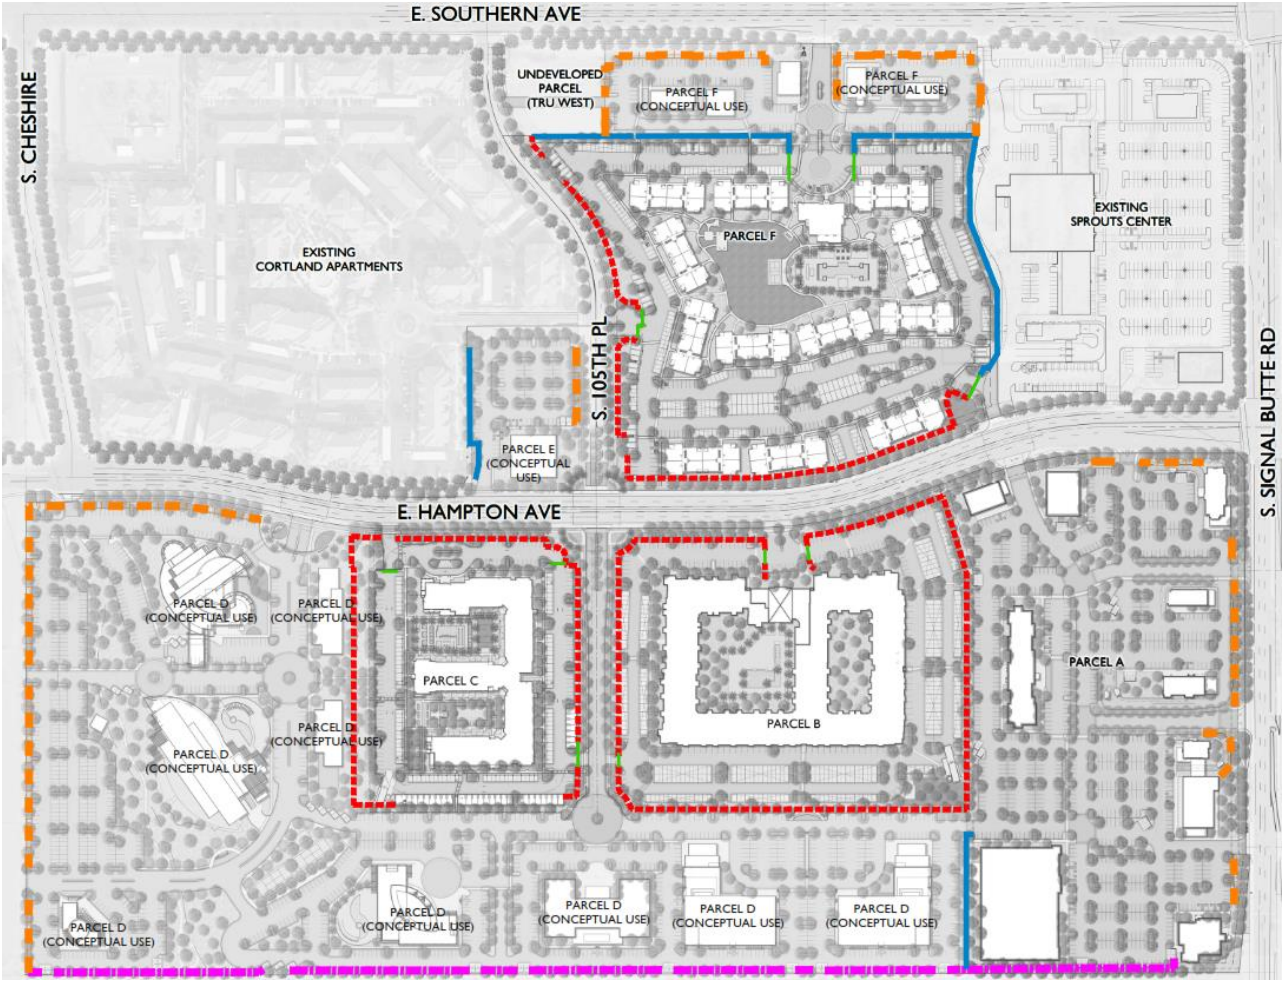 E. SOUTHERN AVE
S. CHESHIRE
UNDEVELOPED
PARCEL
(TRU WEST)
PARCEL F
(CONCEPTUAL USE)
PARCEL F
(CONCEPTUAL USE)
EXISTING
CORTLAND APARTMENTS
PARCEL F
EXISTING
SPROUTS CENTER
S. 105TH PL
S. SIGNAL BUTTE RD
PARCEL E
(CONCEPTUAL
USE)
E. HAMPTON AVE
PARCEL D
(CONCEPTUAL USE)
PARCEL D
(CONCEPTUAL USE)
PARCEL C
PARCEL B
PARCEL A
PARCEL D
(CONCEPTUAL USE)
PARCEL D
(CONCEPTUAL USE)
PARCEL D
(CONCEPTUAL USE)
PARCEL D
(CONCEPTUAL USE)
PARCEL D
(CONCEPTUAL USE)
PARCEL D
(CONCEPTUAL USE)
PARCEL D
(CONCEPTUAL USE)